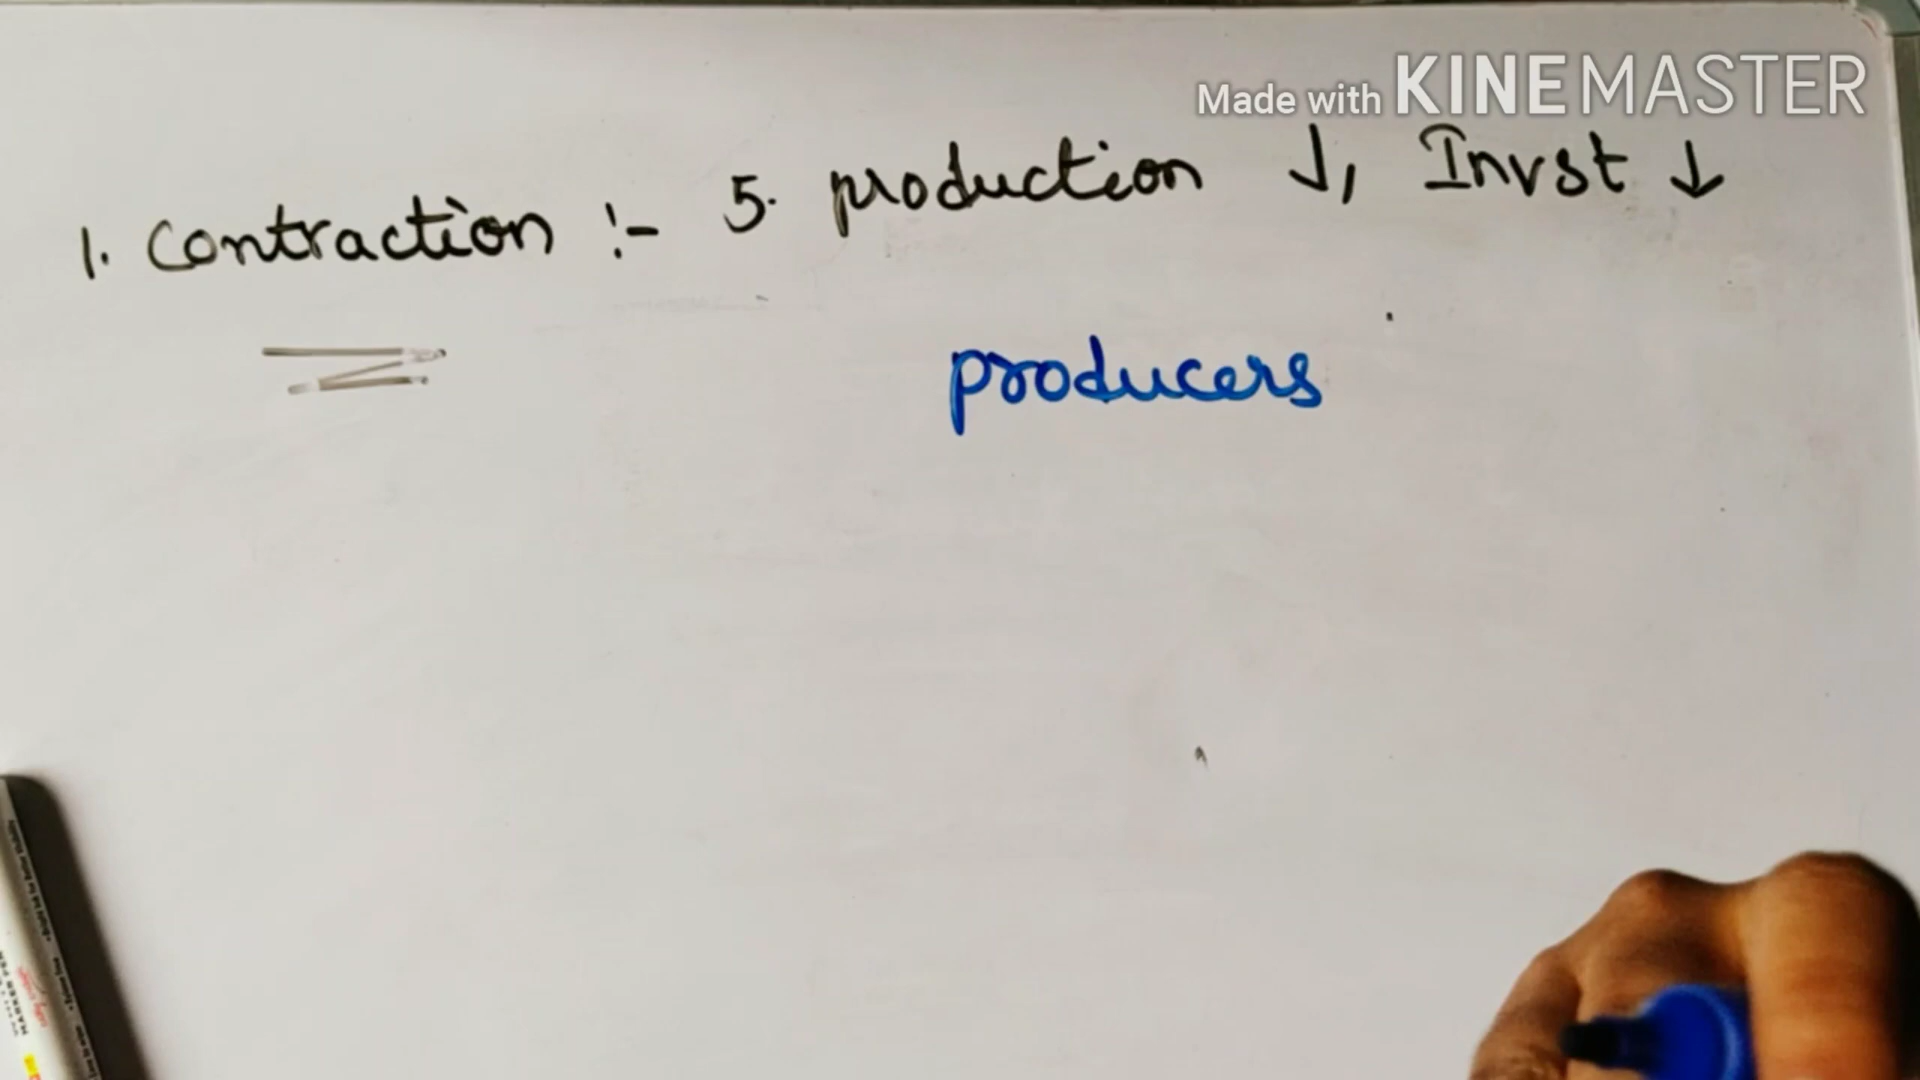 Made with KINEMASTER
1. Contraction :- 5. production ↓, Invst ↓
producers